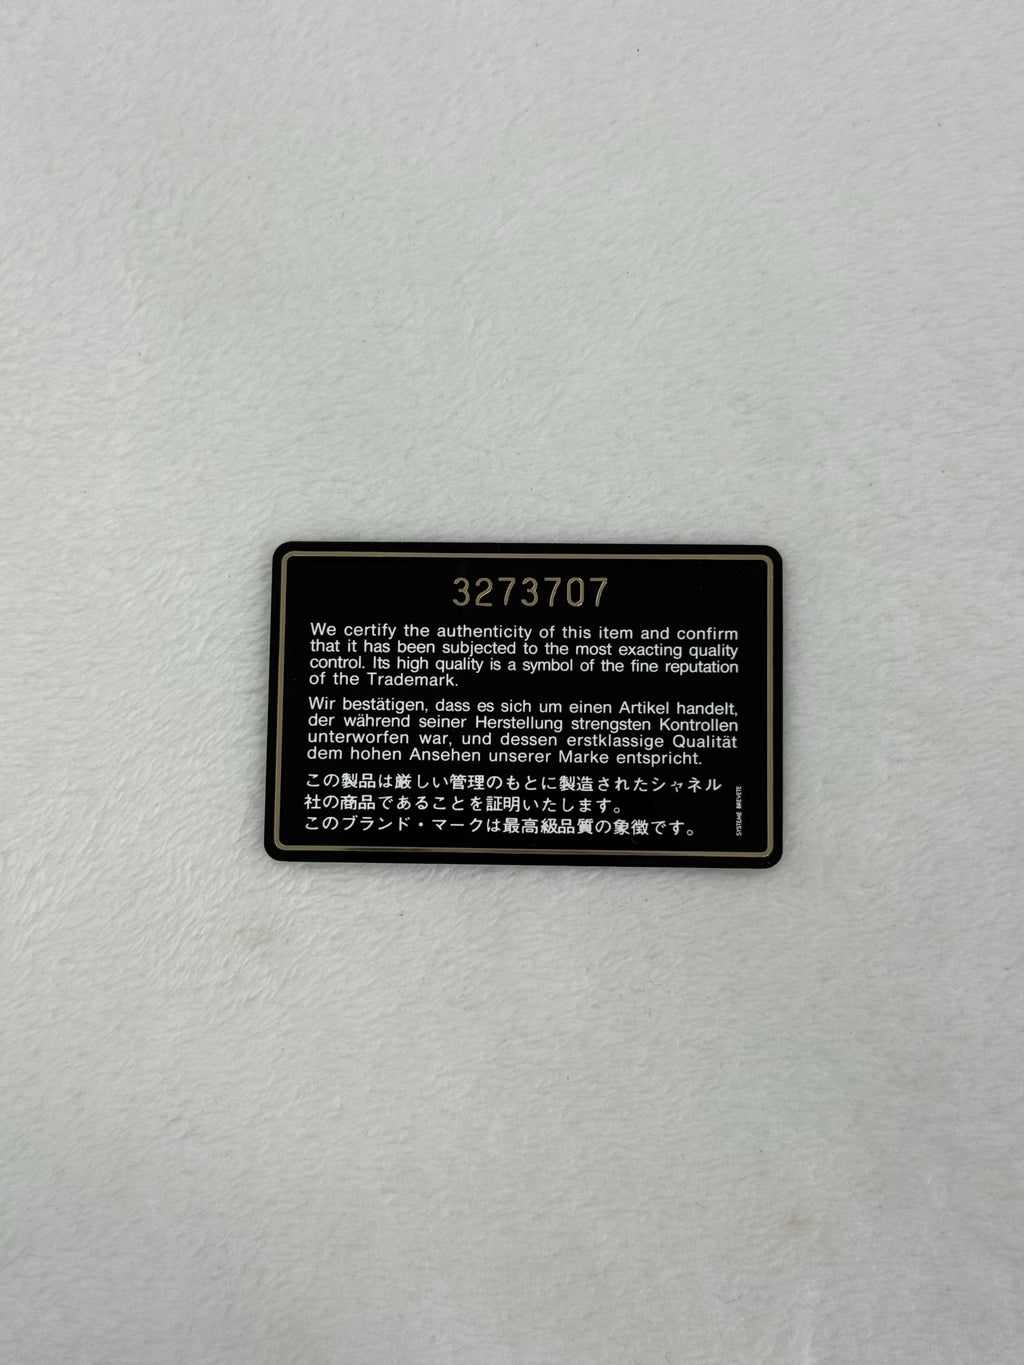 3273707
We certify the authenticity of this item and confirm
that it has been subjected to the most exacting quality
control. Its high quality is a symbol of the fine reputation
of the Trademark.
Wir bestätigen, dass es sich um einen Artikel handelt,
der während seiner Herstellung strengsten Kontrollen
unterworfen war, und dessen erstklassige Qualität
dem hohen Ansehen unserer Marke entspricht.
この製品は厳しい管理のもとに製造されたシャネル
社の商品であることを証明いたします。
このブランド・マークは最高級品質の象徴です。
SYSTEME BREVETE